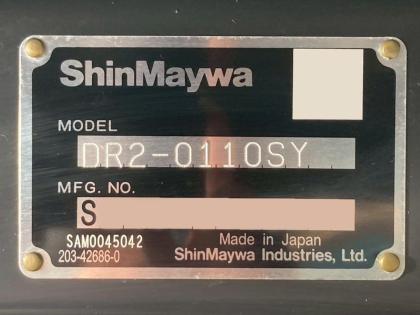 ShinMaywa
MODEL
DR2-0110SY
MFG. NO.
S
SAM0045042
Made in Japan
203-42686-0
ShinMaywa Industries, Ltd.